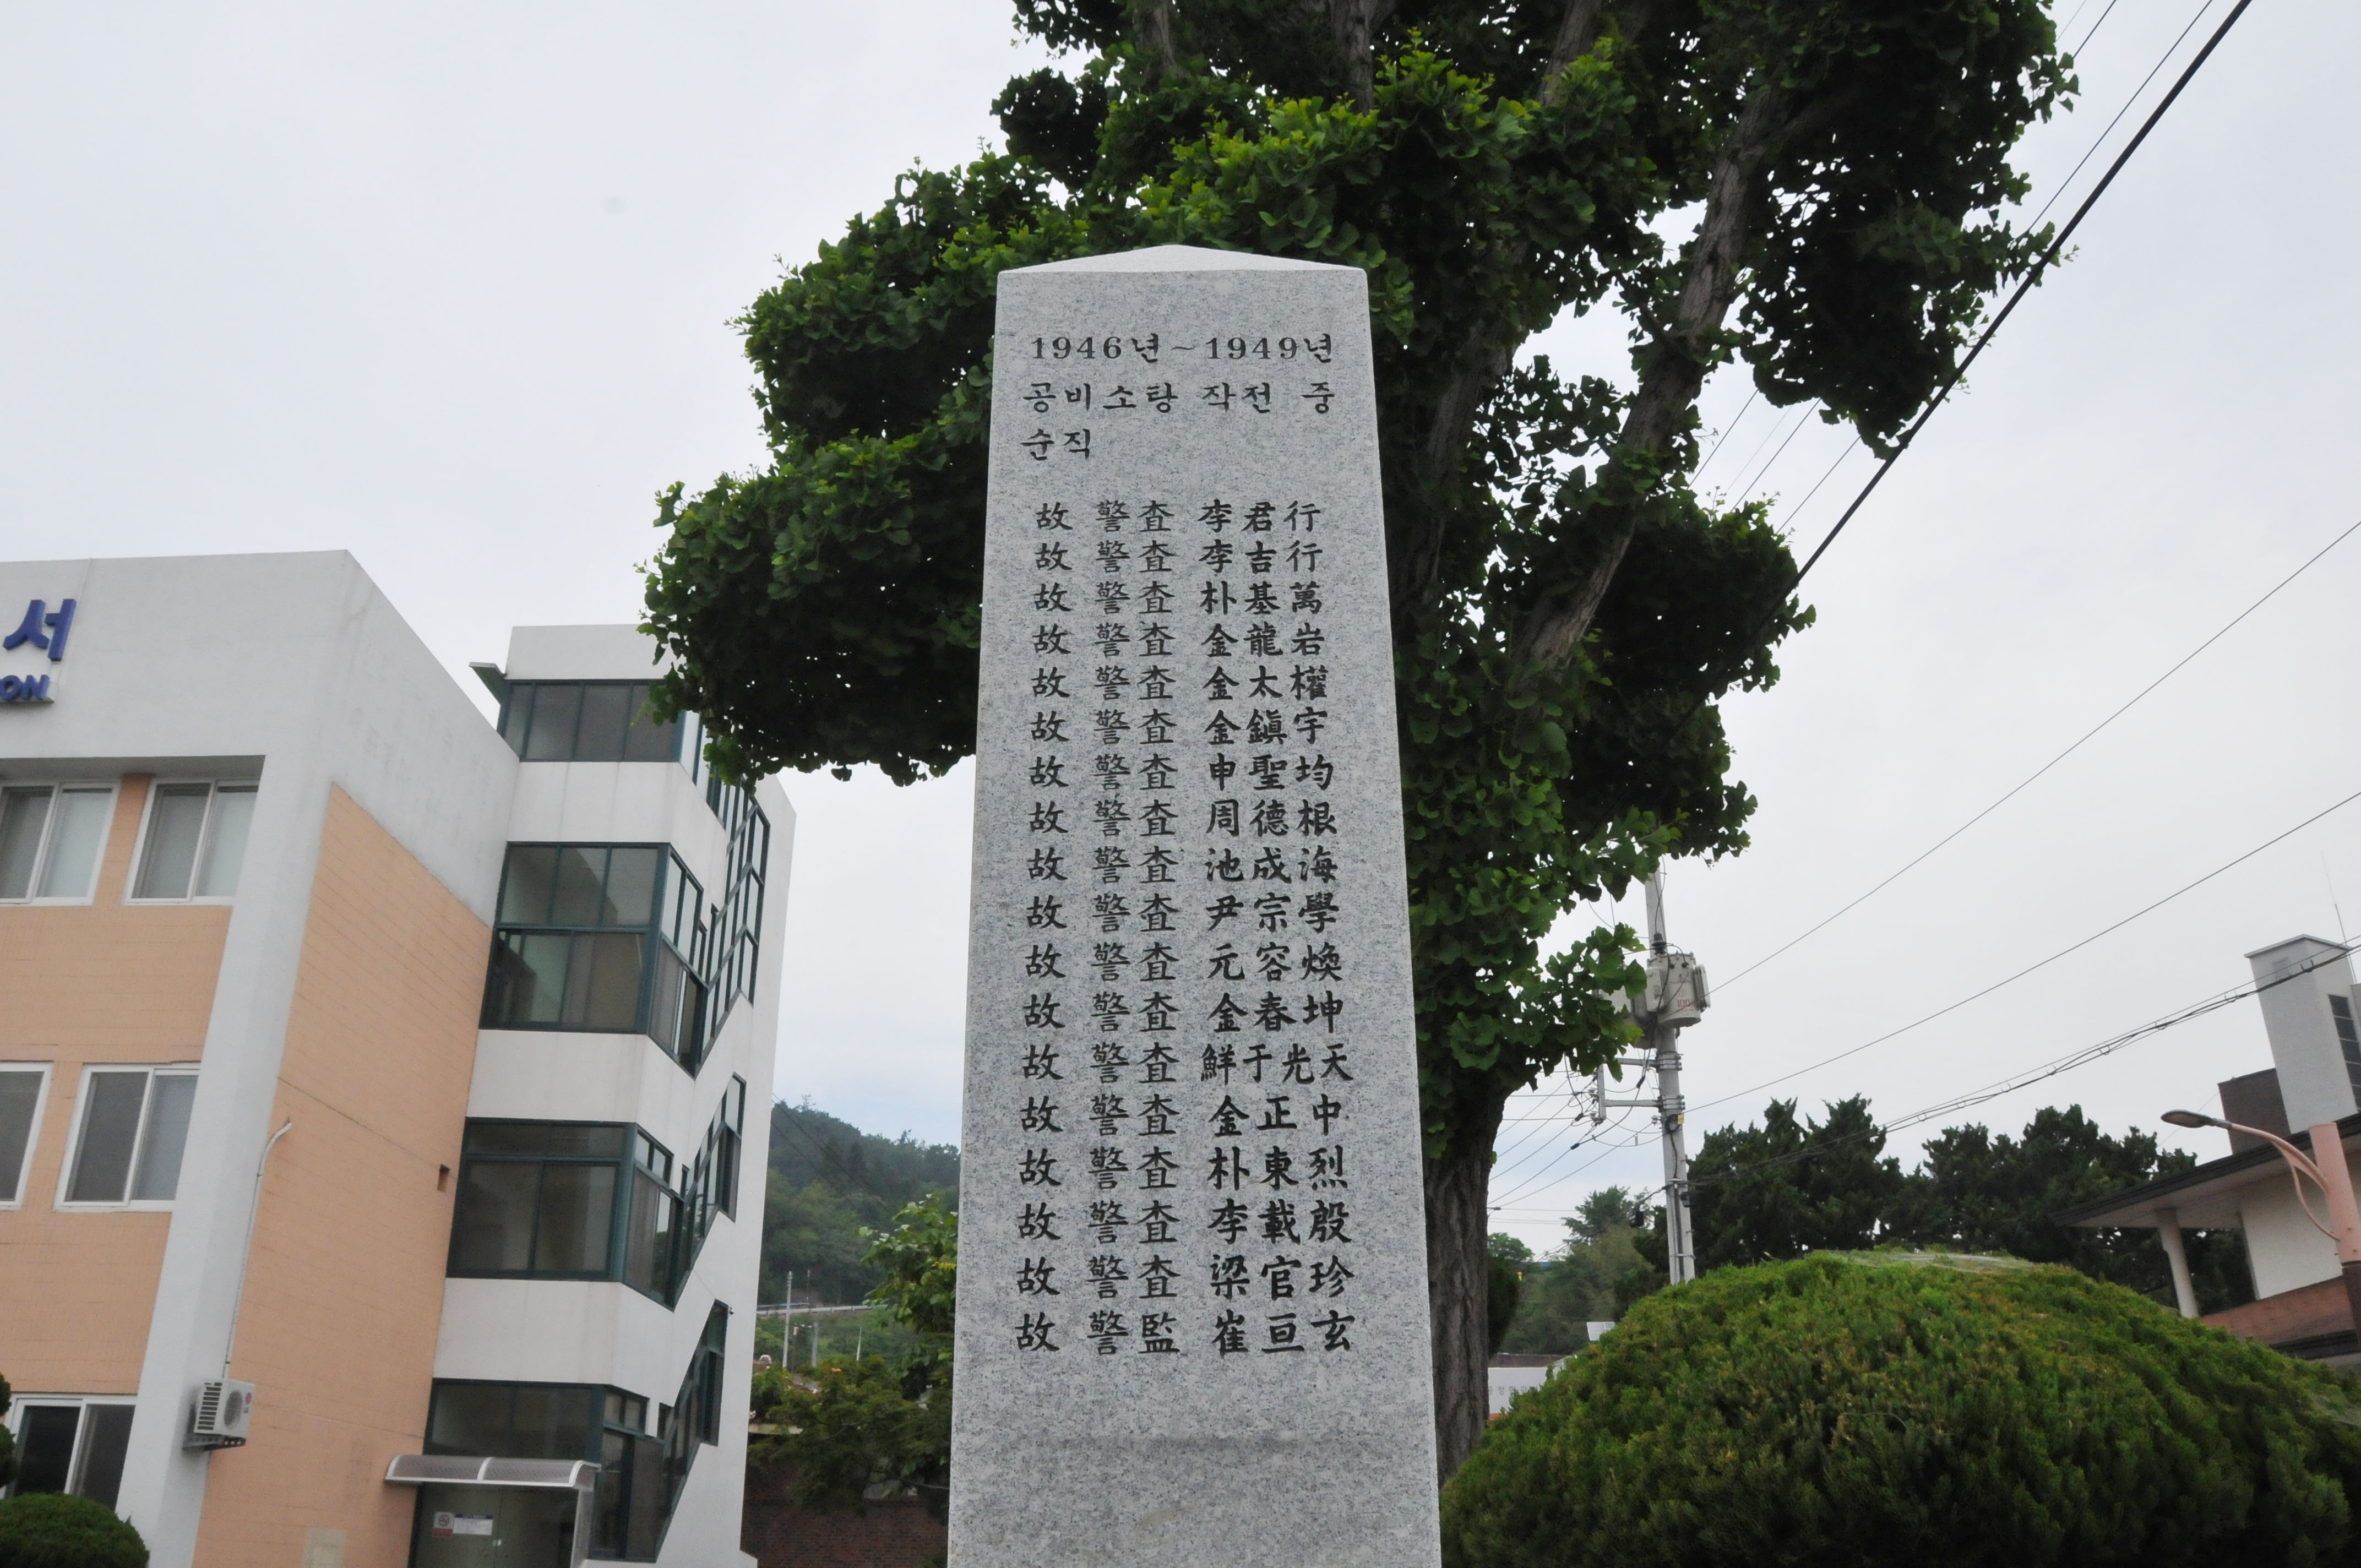 1946년~1949년
공비소탕 작전 중
순직
故 警査 李君行
故 警査 李吉行
故 警査 朴基萬
故 警査 金龍岩
故 警査 金太權
故 警査 金鎭宇
故 警査 申聖均
故 警査 周德根
故 警査 池成海
故 警査 尹宗學
故 警査 元容煥
故 警査 金春坤
故 警査 鮮于光天
故 警査 金正中
故 警査 朴東烈
故 警査 李載殷
故 警査 梁官珍
故 警監 崔亘玄
서
ON